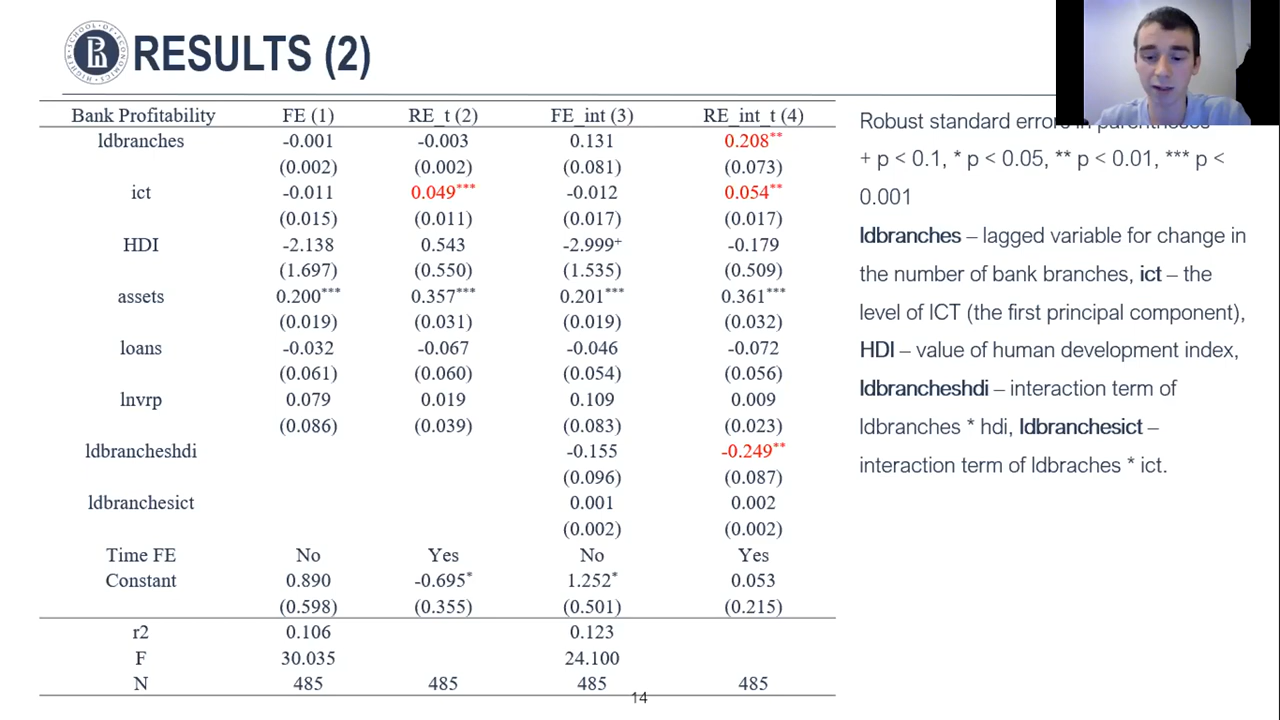 HIGHER SCHOOL OF ECONOMICS
RESULTS (2)
Bank Profitability FE (1) RE_t (2) FE_int (3) RE_int_t (4)
ldbranches -0.001 -0.003 0.131 0.208**
(0.002) (0.002) (0.081) (0.073)
ict -0.011 0.049*** -0.012 0.054**
(0.015) (0.011) (0.017) (0.017)
HDI -2.138 0.543 -2.999+ -0.179
(1.697) (0.550) (1.535) (0.509)
assets 0.200*** 0.357*** 0.201*** 0.361***
(0.019) (0.031) (0.019) (0.032)
loans -0.032 -0.067 -0.046 -0.072
(0.061) (0.060) (0.054) (0.056)
lnvrp 0.079 0.019 0.109 0.009
(0.086) (0.039) (0.083) (0.023)
ldbrancheshdi -0.155 -0.249**
(0.096) (0.087)
ldbranchesict 0.001 0.002
(0.002) (0.002)
Time FE No Yes No Yes
Constant 0.890 -0.695* 1.252* 0.053
(0.598) (0.355) (0.501) (0.215)
r2 0.106 0.123
F 30.035 24.100
N 485 485 485 485
Robust standard errors in parentheses
+ p < 0.1, * p < 0.05, ** p < 0.01, *** p <
0.001
ldbranches – lagged variable for change in
the number of bank branches, ict – the
level of ICT (the first principal component),
HDI – value of human development index,
ldbrancheshdi – interaction term of
ldbranches * hdi, ldbranchesict –
interaction term of ldbraches * ict.
14